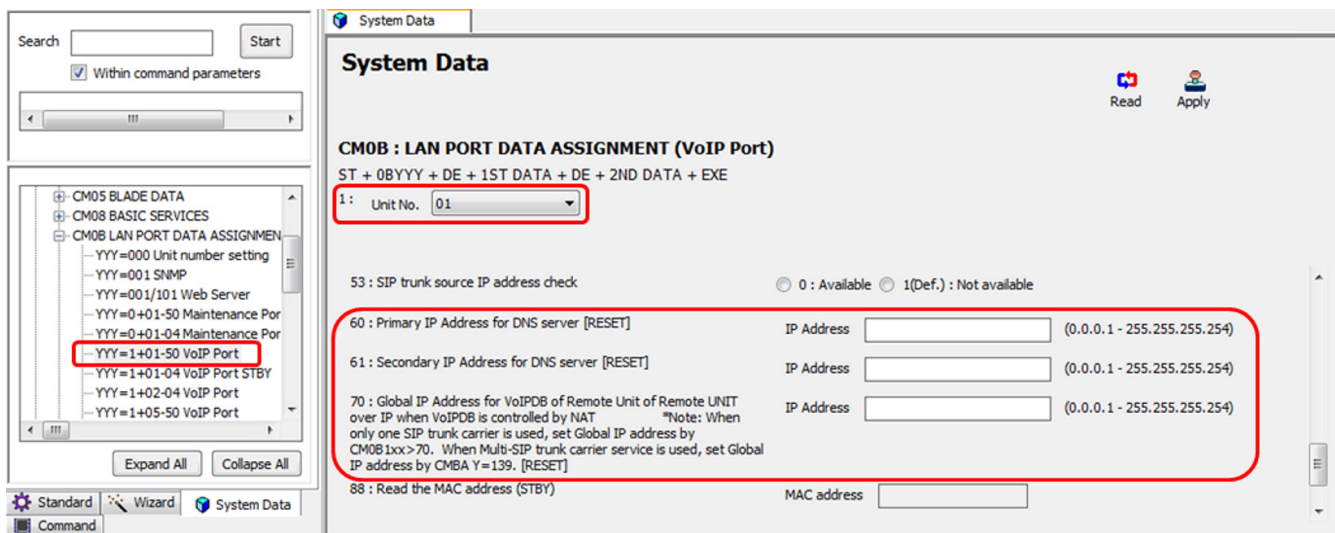 Search
Start
Within command parameters
CM05 BLADE DATA
CM08 BASIC SERVICES
CM0B LAN PORT DATA ASSIGNMEN
YYY=000 Unit number setting
YYY=001 SNMP
YYY=001/101 Web Server
YYY=0+01-50 Maintenance Por
YYY=0+01-04 Maintenance Por
YYY=1+01-50 VoIP Port
YYY=1+01-04 VoIP Port STBY
YYY=1+02-04 VoIP Port
YYY=1+05-50 VoIP Port
Expand All
Collapse All
Standard
Wizard
System Data
Command
System Data
System Data
Read
Apply
CM0B : LAN PORT DATA ASSIGNMENT (VoIP Port)
ST + 0BYYY + DE + 1ST DATA + DE + 2ND DATA + EXE
1: Unit No. 01
53 : SIP trunk source IP address check
0 : Available 1(Def.) : Not available
60 : Primary IP Address for DNS server [RESET]
IP Address (0.0.0.1 - 255.255.255.254)
61 : Secondary IP Address for DNS server [RESET]
IP Address (0.0.0.1 - 255.255.255.254)
70 : Global IP Address for VoIPDB of Remote Unit of Remote UNIT
over IP when VoIPDB is controlled by NAT *Note: When
only one SIP trunk carrier is used, set Global IP address by
CM0B1xx>70. When Multi-SIP trunk carrier service is used, set Global
IP address by CMBA Y=139. [RESET]
IP Address (0.0.0.1 - 255.255.255.254)
88 : Read the MAC address (STBY)
MAC address